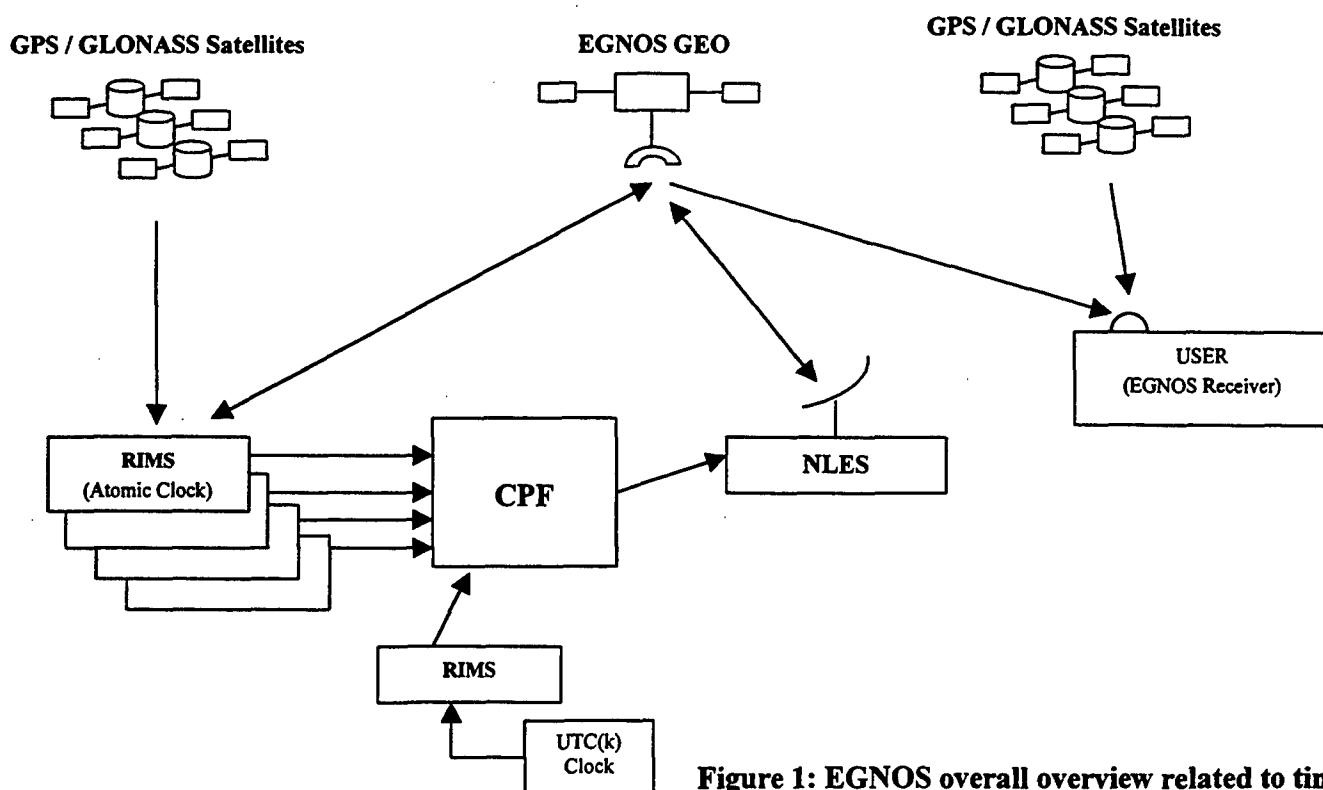 GPS / GLONASS Satellites
EGNOS GEO
GPS / GLONASS Satellites
USER
(EGNOS Receiver)
RIMS
(Atomic Clock)
CPF
NLES
RIMS
UTC(k)
Clock
Figure 1: EGNOS overall overview related to